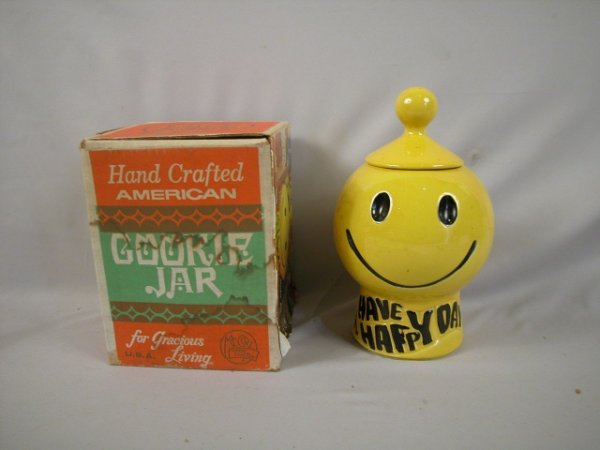 Hand Crafted
AMERICAN
COOKIE
JAR
for Gracious
Living
U.S.A.
HAVE
A HAPPY DAY